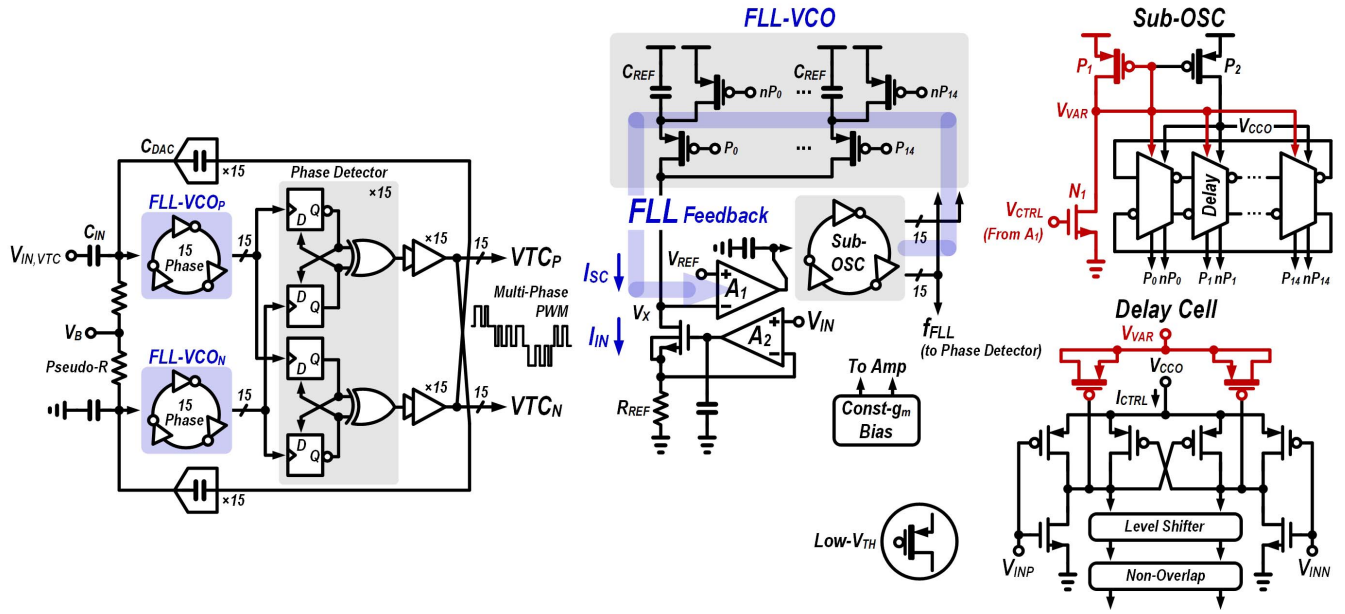 C_DAC
×15
FLL-VCO_P
C_IN
V_IN,VTC
15
Phase
15
V_B
Pseudo-R
FLL-VCO_N
15
Phase
15
×15
Phase Detector
×15
D
Q
D
Q
D
Q
D
Q
×15
×15
15
VTC_P
Multi-Phase
PWM
15
VTC_N
FLL-VCO
C_REF
nP_0
...
C_REF
nP_14
P_0
...
P_14
FLL Feedback
I_SC
V_REF
+
A_1
−
Sub-
OSC
15
15
V_X
I_IN
A_2
+
−
V_IN
f_FLL
(to Phase Detector)
R_REF
To Amp
Const-g_m
Bias
Low-V_TH
Sub-OSC
P_1
P_2
V_VAR
V_CCO
N_1
V_CTRL
(From A_1)
Delay
...
...
P_0 nP_0
P_1 nP_1
P_14 nP_14
Delay Cell
V_VAR
V_CCO
I_CTRL
Level Shifter
V_INP
V_INN
Non-Overlap